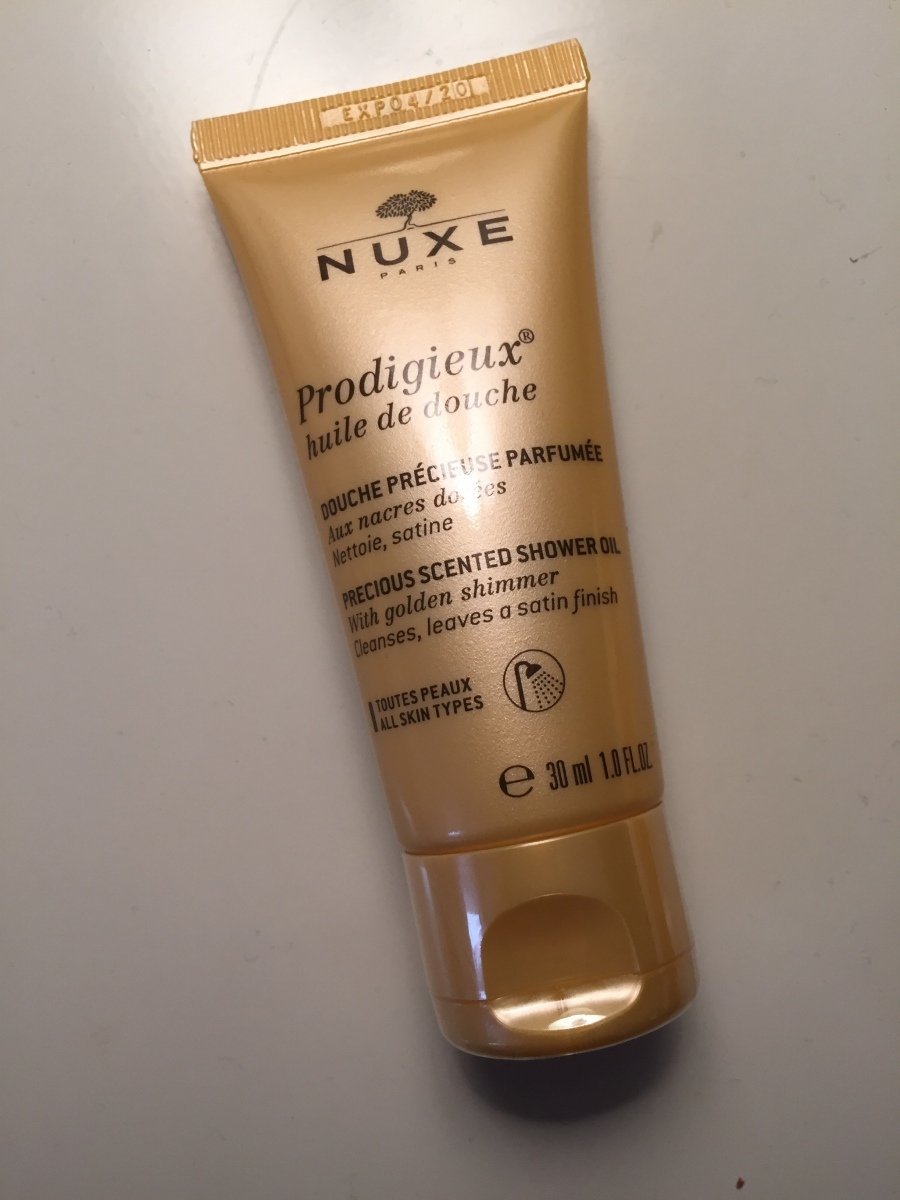 EXP04/20
NUXE
PARIS
Prodigieux®
huile de douche
DOUCHE PRÉCIEUSE PARFUMÉE
Aux nacres dorées
Nettoie, satine
PRECIOUS SCENTED SHOWER OIL
With golden shimmer
Cleanses, leaves a satin finish
TOUTES PEAUX
ALL SKIN TYPES
e 30 ml 1.0 FL.OZ.